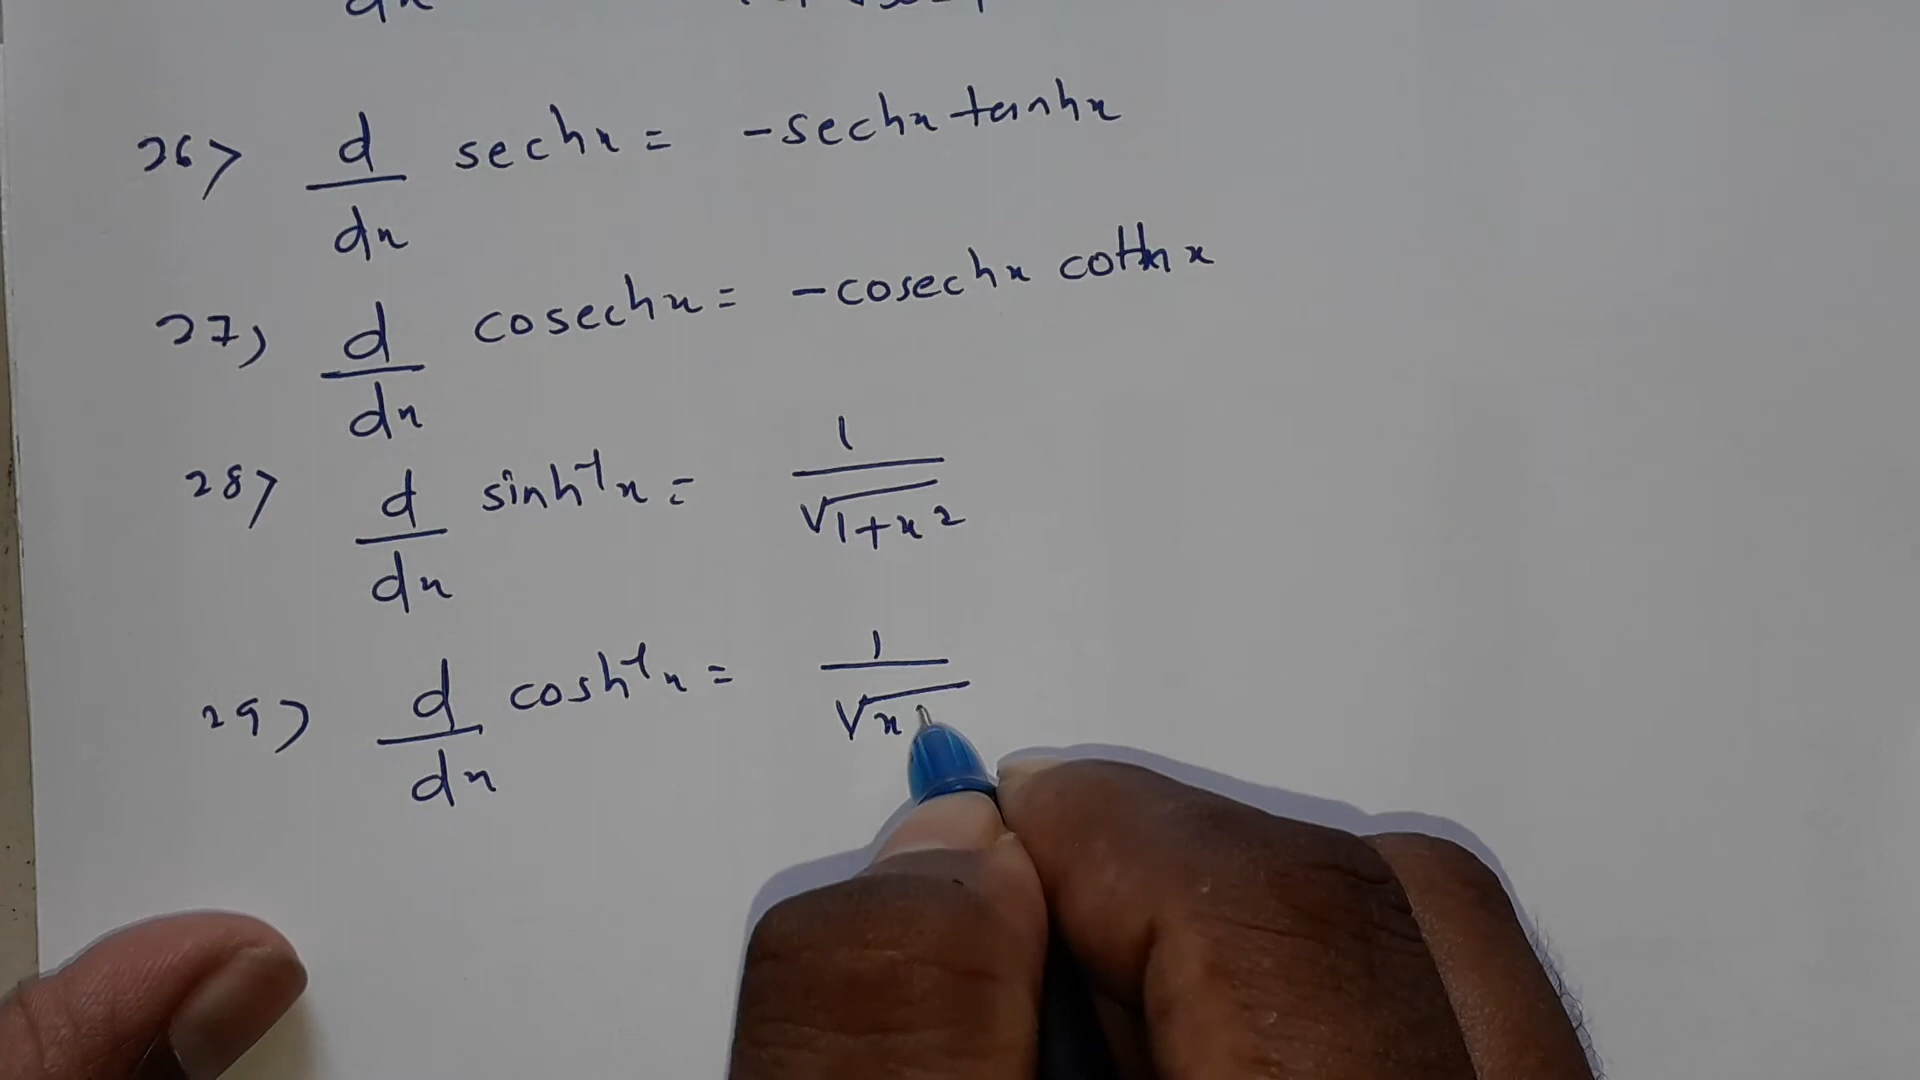 dx
26> d/dx sechx = -sechx tanhx
27) d/dx cosechx = -cosechx cothx
28> d/dx sinh⁻¹x = 1/√1+x²
29) d/dx cosh⁻¹x = 1/√x